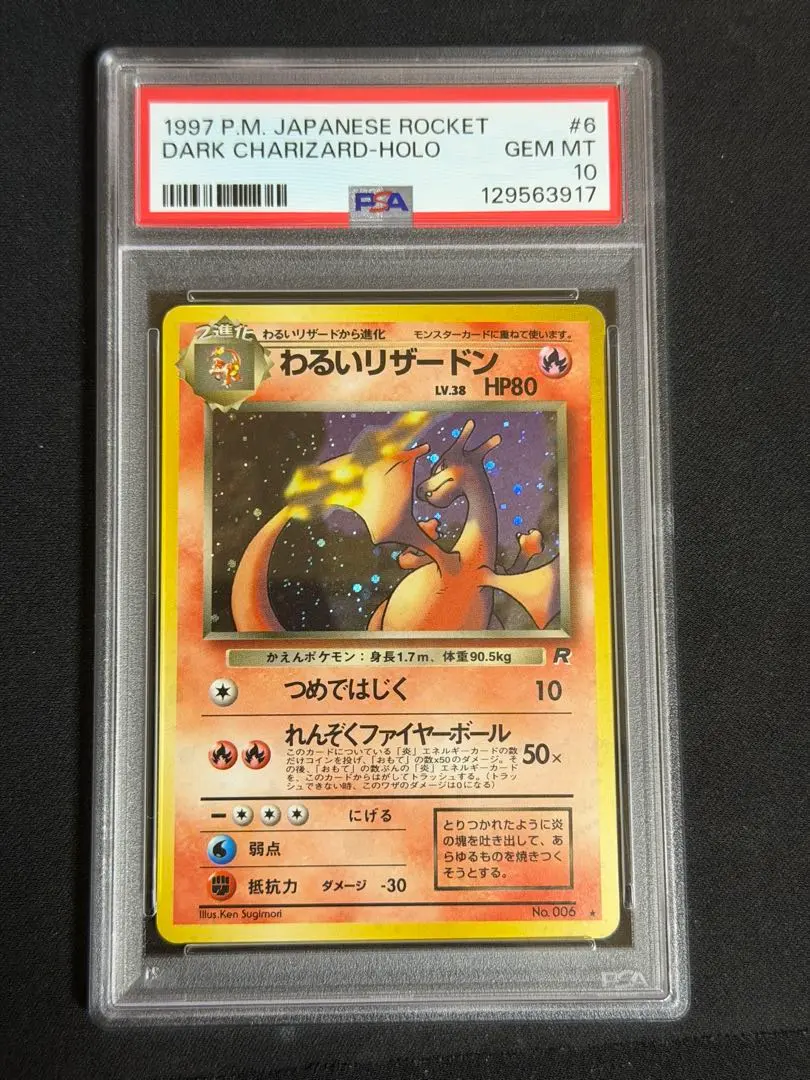 1997 P.M. JAPANESE ROCKET #6
DARK CHARIZARD-HOLO GEM MT
10
PSA 129563917
2進化 わるいリザードから進化 モンスターカードに重ねて使います。
わるいリザードン
LV.38 HP80
かえんポケモン：身長1.7m、体重90.5kg R
つめではじく 10
れんぞくファイヤーボール
このカードについている「炎」エネルギーカードの数
だけコインを投げ、「おもて」の数x50のダメージ。そ
の後、「おもて」の数ぶんの「炎」エネルギーカード
を、このカードからはがしてトラッシュする。（トラッ
シュできない時、このワザのダメージは0になる）
50×
にげる
弱点
抵抗力 ダメージ -30
とりつかれたように炎
の塊を吐き出して、あ
らゆるものを焼きつく
そうとする。
Illus.Ken Sugimori No. 006 ★
PSA